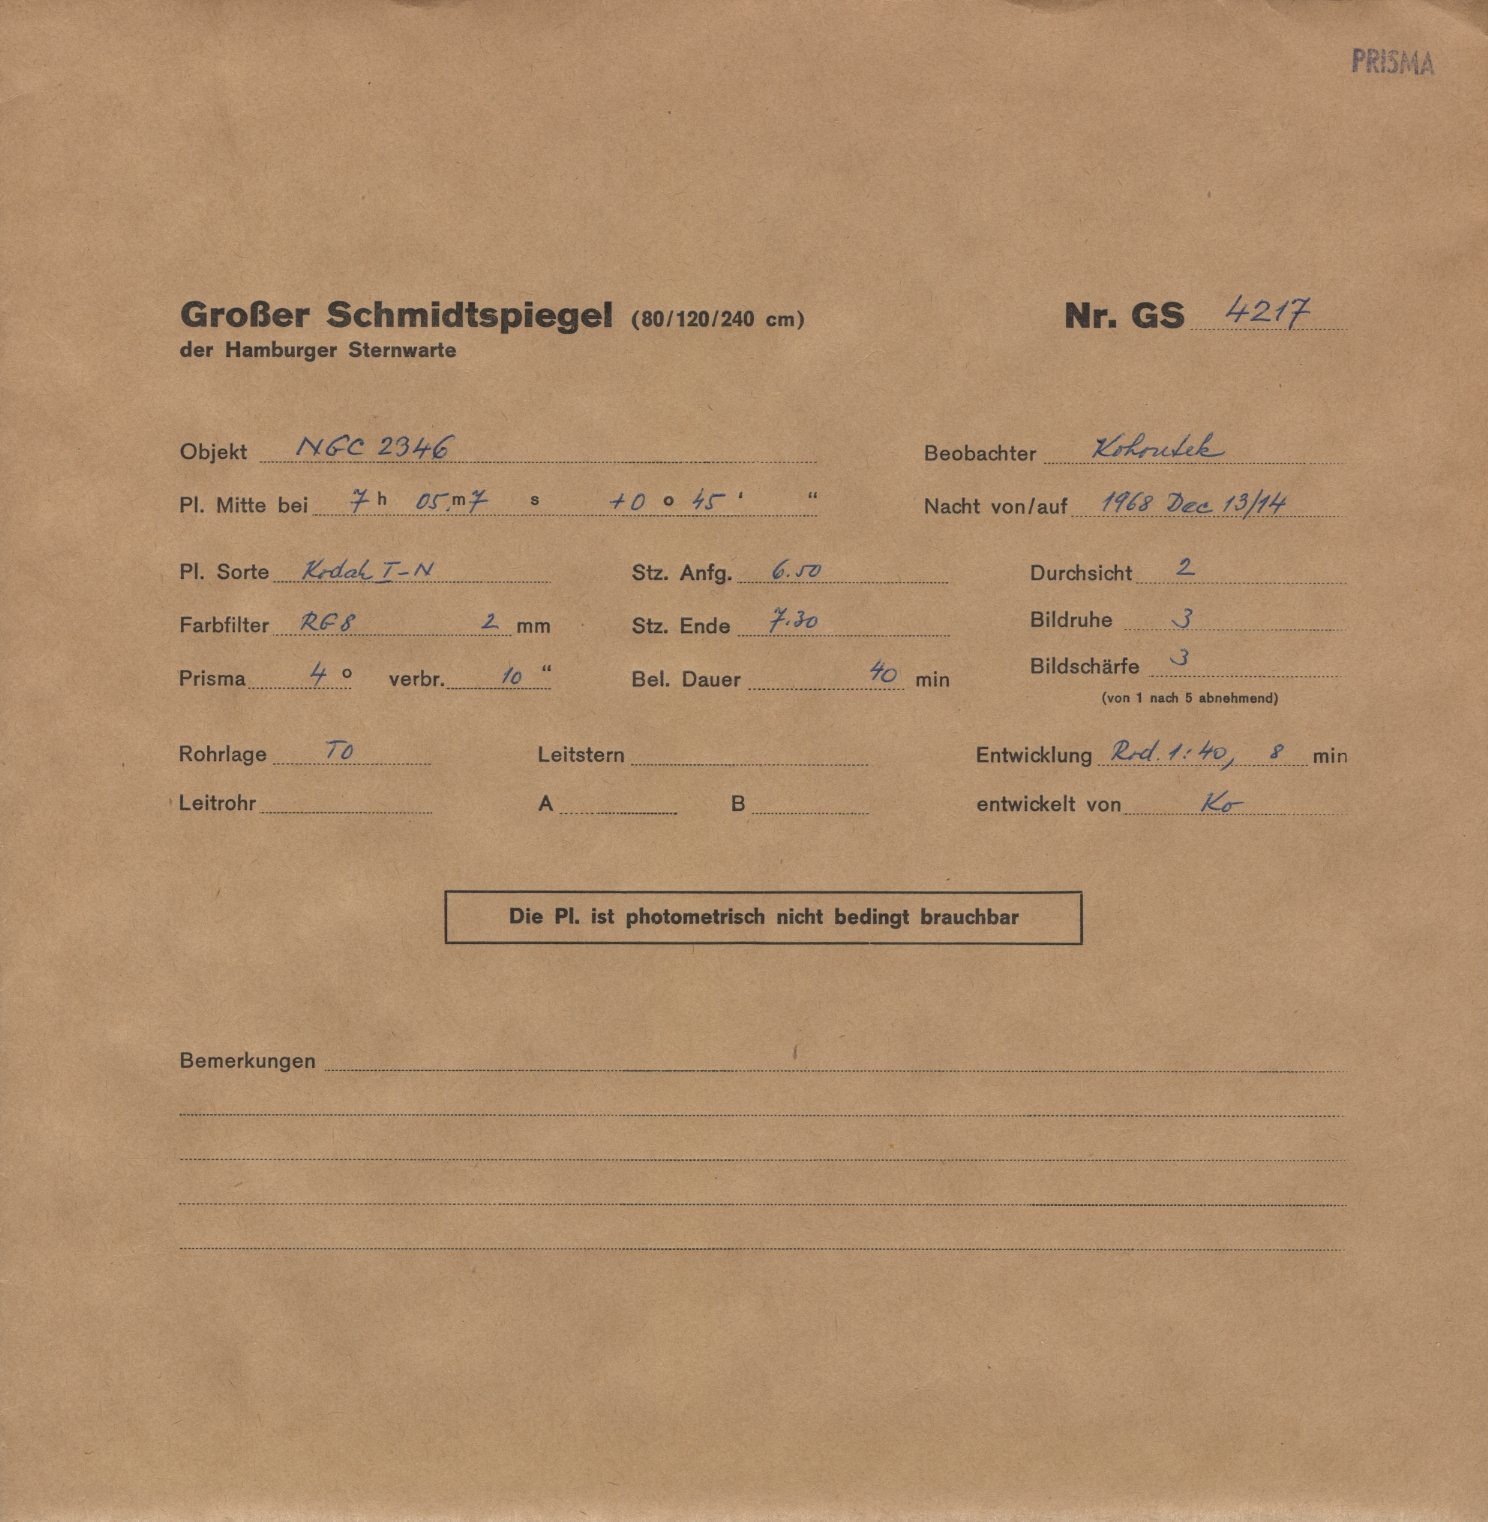 PRISMA
Großer Schmidtspiegel (80/120/240 cm) Nr. GS 4217
der Hamburger Sternwarte
Objekt NGC 2346 Beobachter Kohoutek
Pl. Mitte bei 7 h 05. m 7 s +0 o 45 ‘ “ Nacht von/auf 1968 Dec 13/14
Pl. Sorte Kodak I-N Stz. Anfg. 6.50 Durchsicht 2
Farbfilter RG8 2 mm Stz. Ende 7.30 Bildruhe 3
Prisma 4 o verbr. 10 “ Bel. Dauer 40 min Bildschärfe 3
(von 1 nach 5 abnehmend)
Rohrlage TO Leitstern Entwicklung Rod. 1:40, 8 min
Leitrohr A B entwickelt von Ko
Die Pl. ist photometrisch nicht bedingt brauchbar
Bemerkungen